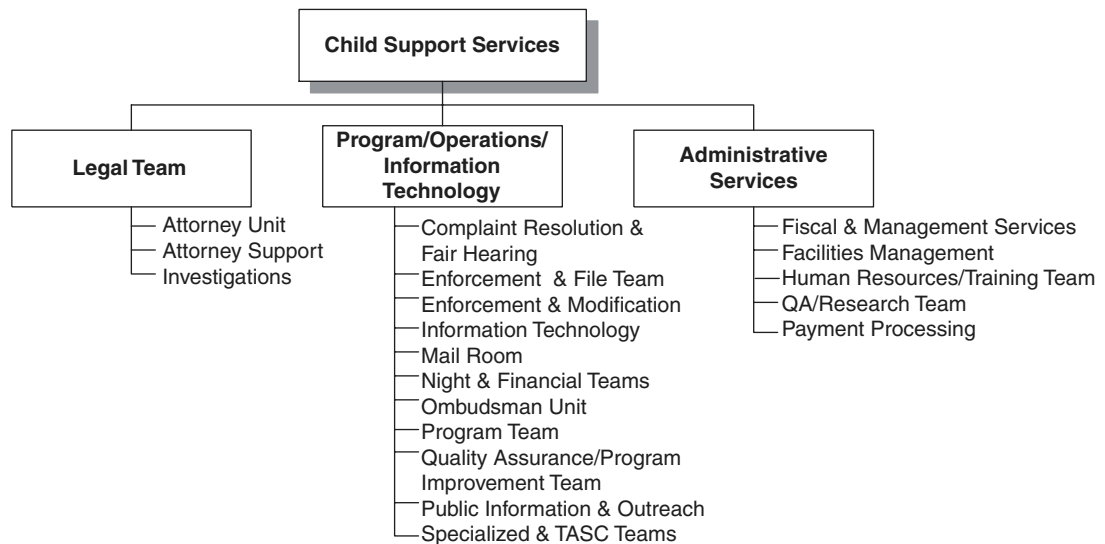 Child Support Services
Legal Team
Attorney Unit
Attorney Support
Investigations
Program/Operations/
Information
Technology
Complaint Resolution &
Fair Hearing
Enforcement & File Team
Enforcement & Modification
Information Technology
Mail Room
Night & Financial Teams
Ombudsman Unit
Program Team
Quality Assurance/Program
Improvement Team
Public Information & Outreach
Specialized & TASC Teams
Administrative
Services
Fiscal & Management Services
Facilities Management
Human Resources/Training Team
QA/Research Team
Payment Processing